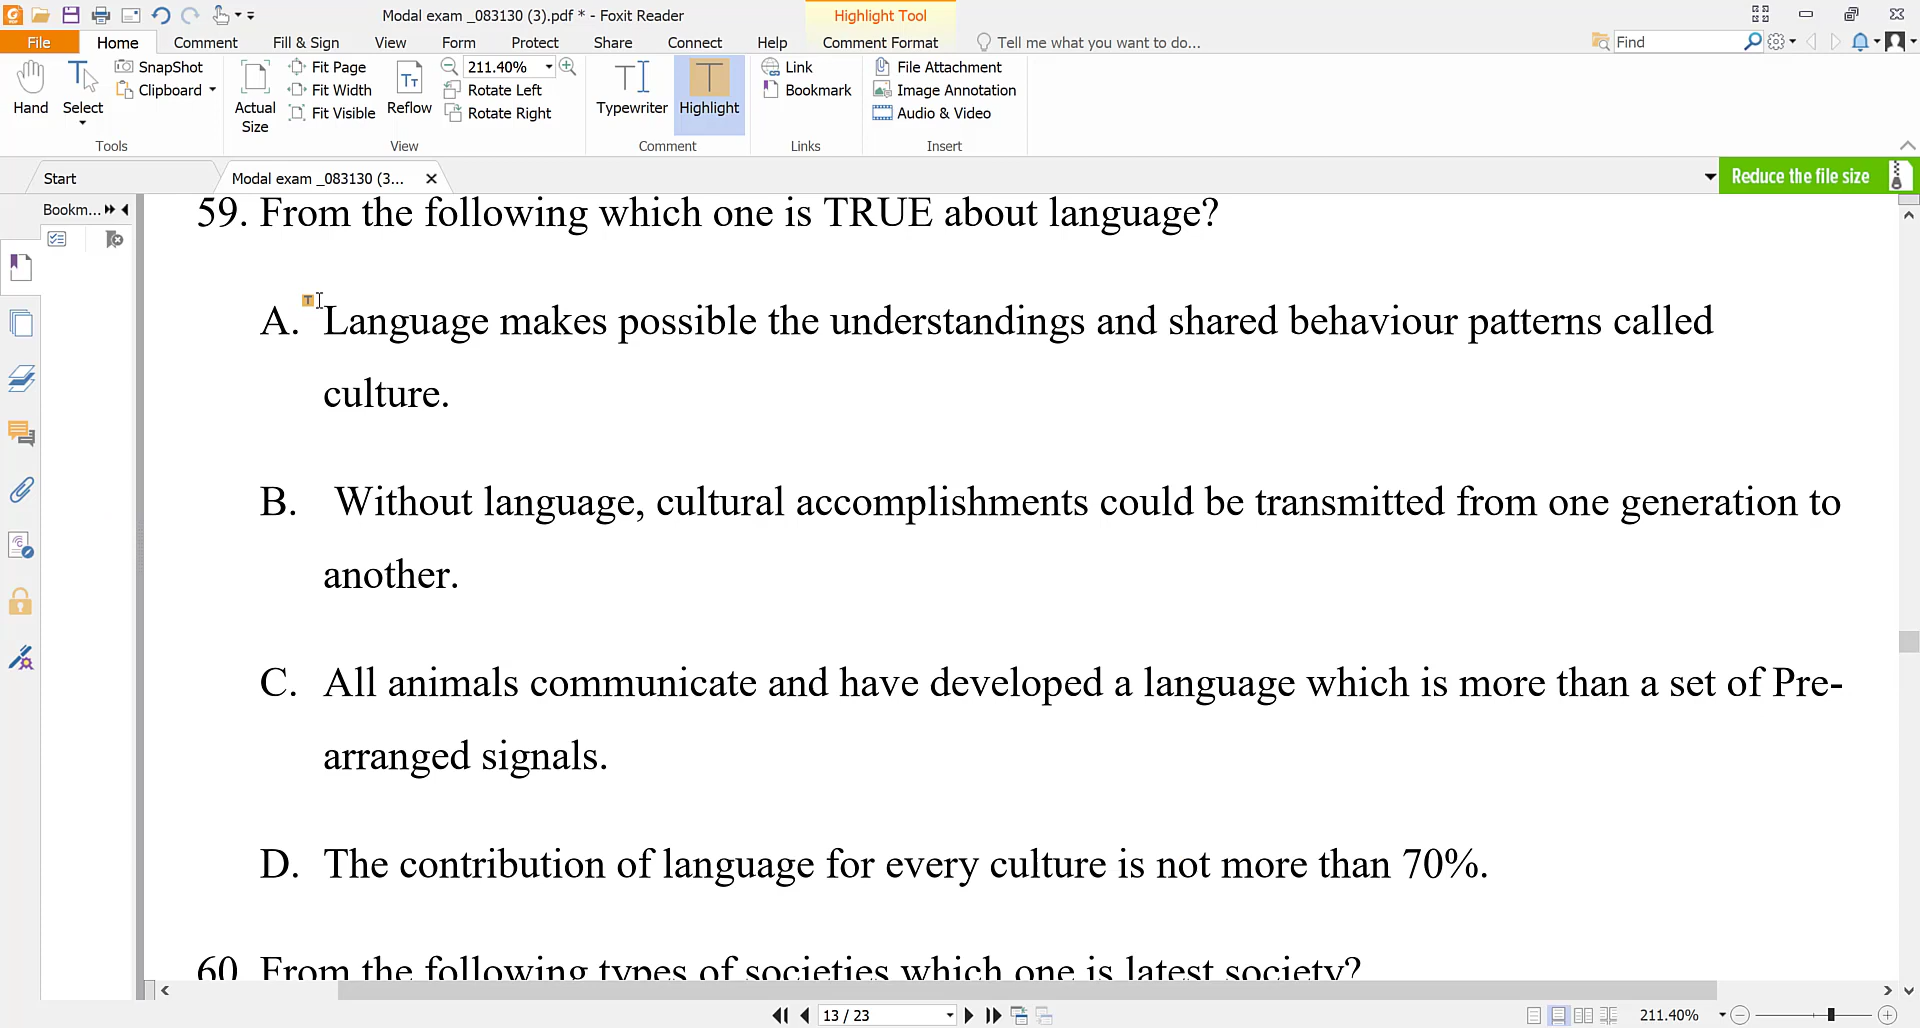 Modal exam _083130 (3).pdf * - Foxit Reader
Highlight Tool
File
Home
Comment
Fill & Sign
View
Form
Protect
Share
Connect
Help
Comment Format
Tell me what you want to do...
Find
Hand
Select
SnapShot
Clipboard
Actual
Size
Fit Page
Fit Width
Fit Visible
Reflow
211.40%
Rotate Left
Rotate Right
Typewriter
Highlight
Link
Bookmark
File Attachment
Image Annotation
Audio & Video
Tools
View
Comment
Links
Insert
Start
Modal exam _083130 (3...
Reduce the file size
Bookm...
59. From the following which one is TRUE about language?
A. Language makes possible the understandings and shared behaviour patterns called
culture.
B. Without language, cultural accomplishments could be transmitted from one generation to
another.
C. All animals communicate and have developed a language which is more than a set of Pre-
arranged signals.
D. The contribution of language for every culture is not more than 70%.
60. From the following types of societies which one is latest society?
13 / 23
211.40%